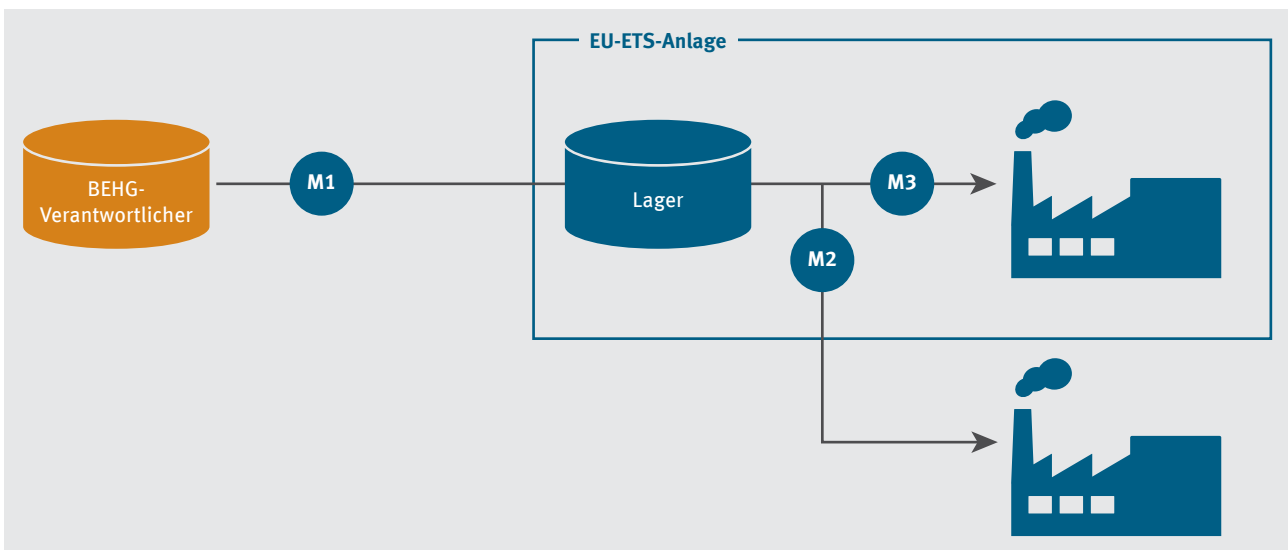 EU-ETS-Anlage
BEHG-
Verantwortlicher
M1
Lager
M3
M2